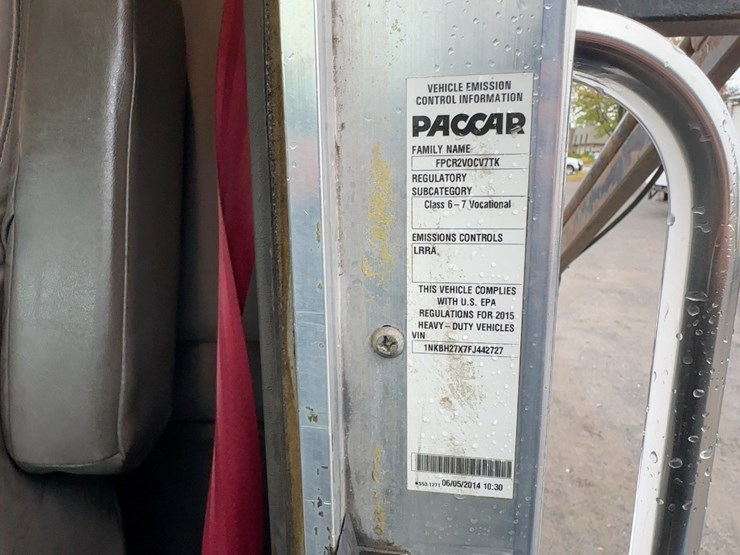 VEHICLE EMISSION
CONTROL INFORMATION
PACCAR
FAMILY NAME
FPCR2VOCV7TK
REGULATORY
SUBCATEGORY
Class 6-7 Vocational
EMISSIONS CONTROLS
LRRA
THIS VEHICLE COMPLIES
WITH U.S. EPA
REGULATIONS FOR 2015
HEAVY-DUTY VEHICLES
VIN
1NKBH27X7FJ442727
06/05/2014 10:30